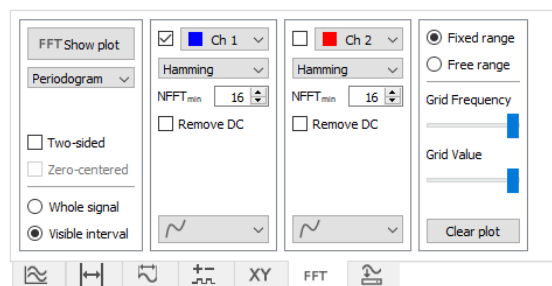 FFT Show plot
Periodogram
Two-sided
Zero-centered
Whole signal
Visible interval
Ch 1
Hamming
NFFTmin 16
Remove DC
Ch 2
Hamming
NFFTmin 16
Remove DC
Fixed range
Free range
Grid Frequency
Grid Value
Clear plot
XY
FFT